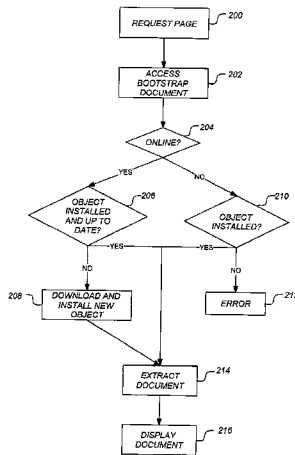 REQUEST PAGE
200
ACCESS
BOOTSTRAP
DOCUMENT
202
ONLINE?
204
YES
NO
206
OBJECT
INSTALLED
AND UP TO
DATE?
210
OBJECT
INSTALLED?
YES
YES
NO
NO
208
DOWNLOAD AND
INSTALL NEW
OBJECT
ERROR
EXTRACT
DOCUMENT
214
DISPLAY
DOCUMENT
216